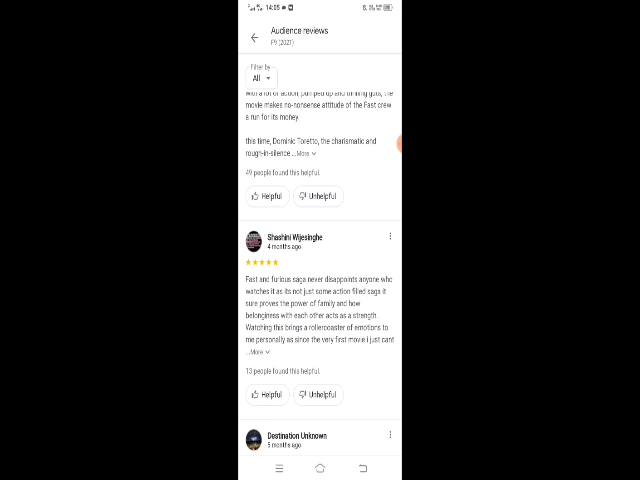 14:05
Audience reviews
F9 (2021)
Filter by
All
with a lot of action, pumped up and thrilling guts, the
movie makes no-nonsense attitude of the Fast crew
a run for its money.
this time, Dominic Toretto, the charismatic and
rough-in-silence ...More
49 people found this helpful.
Helpful
Unhelpful
Shashini Wijesinghe
4 months ago
Fast and furious saga never disappoints anyone who
watches it as its not just some action filled saga it
sure proves the power of family and how
belonginess with each other acts as a strength.
Watching this brings a rollercoaster of emotions to
me personally as since the very first movie i just cant
...More
13 people found this helpful.
Helpful
Unhelpful
Destination Unknown
5 months ago